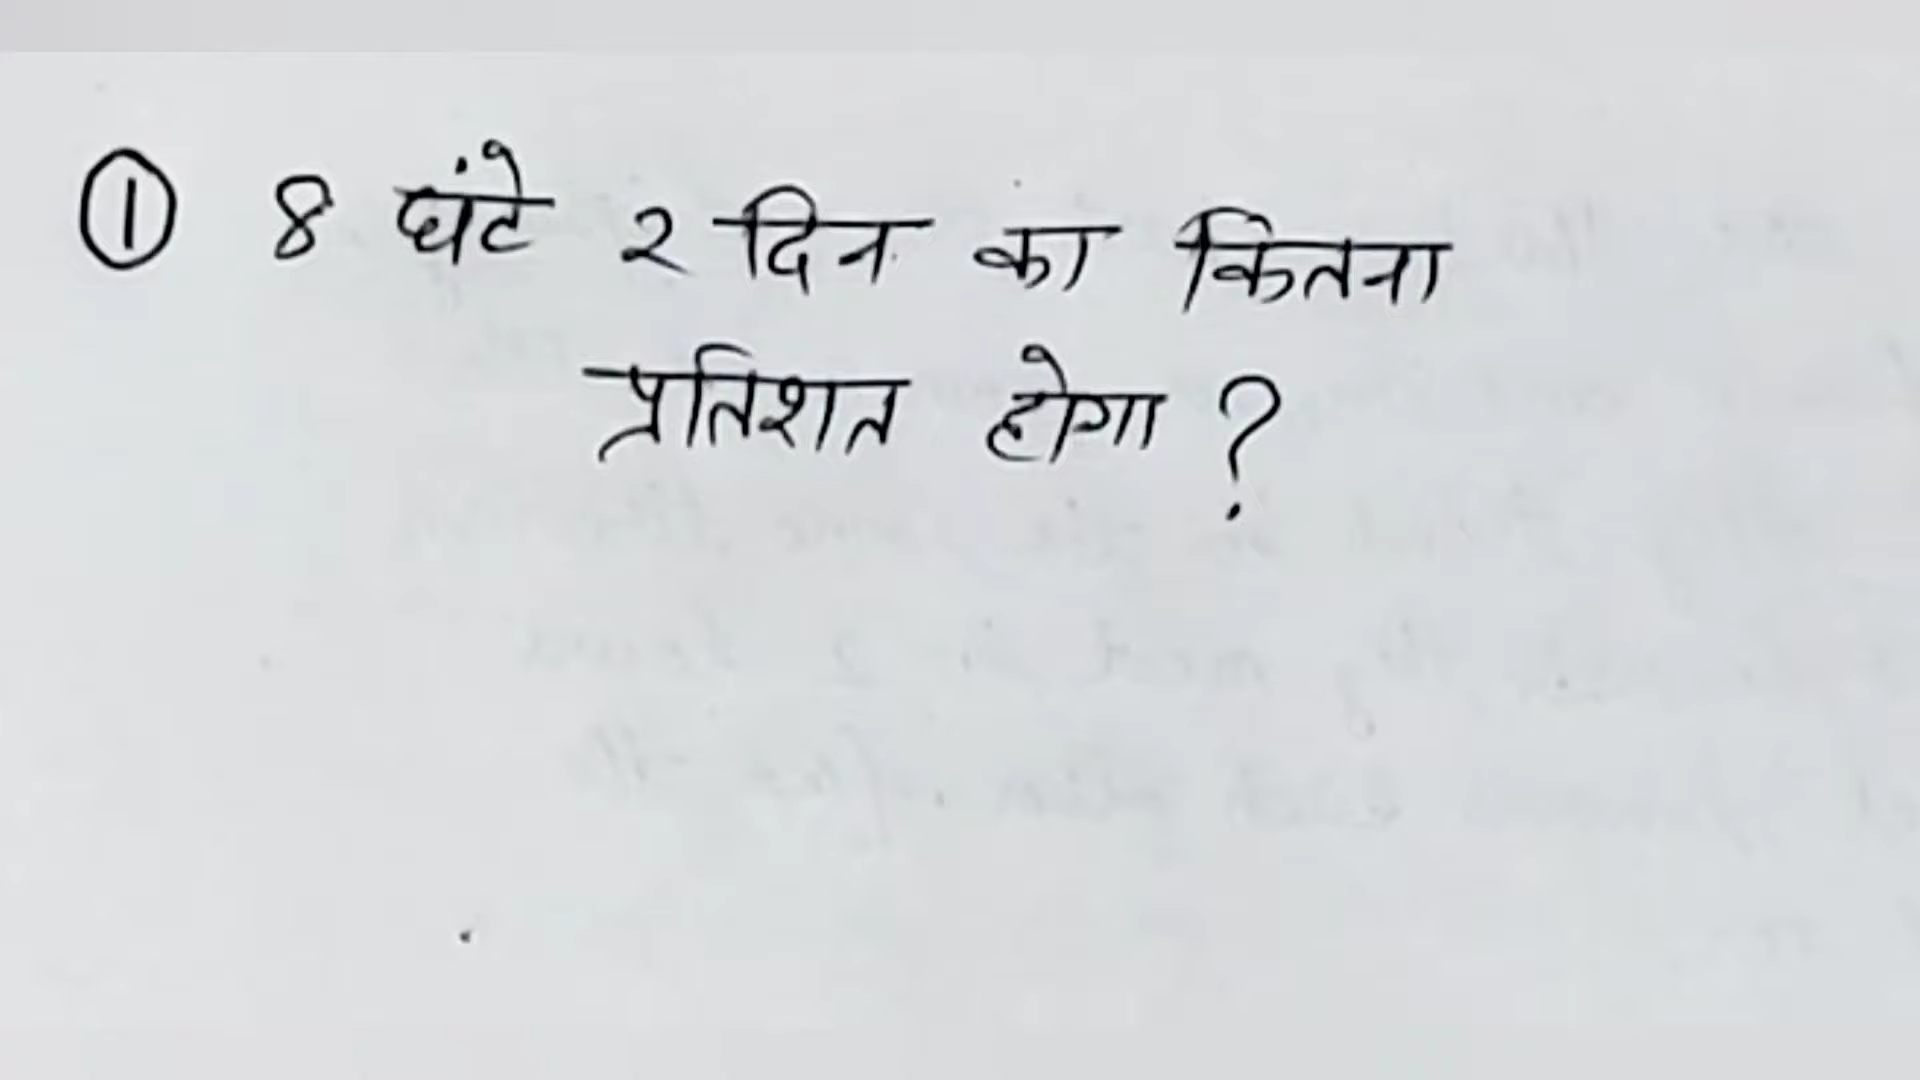 ① 8 घंटे 2 दिन का कितना
प्रतिशत होगा ?